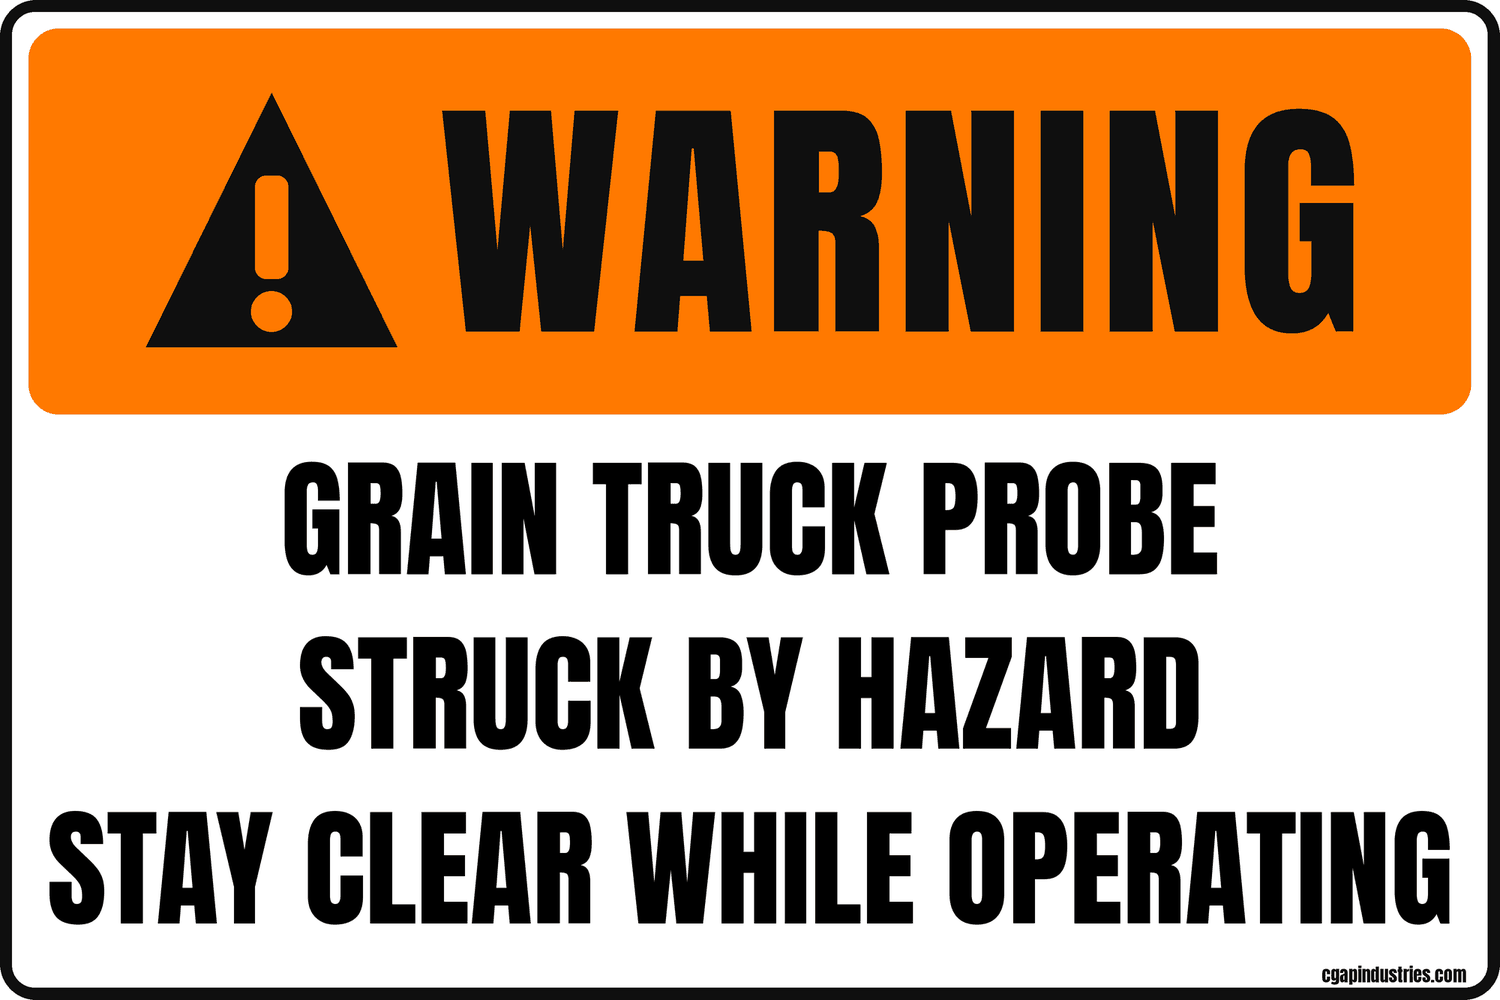 WARNING
GRAIN TRUCK PROBE
STRUCK BY HAZARD
STAY CLEAR WHILE OPERATING
cgapindustries.com